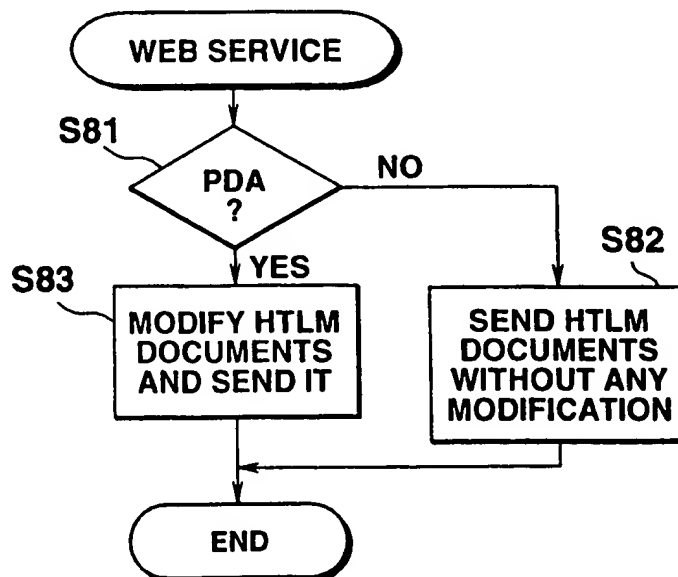 WEB SERVICE
S81
PDA
?
NO
YES
S82
S83
MODIFY HTLM
DOCUMENTS
AND SEND IT
SEND HTLM
DOCUMENTS
WITHOUT ANY
MODIFICATION
END